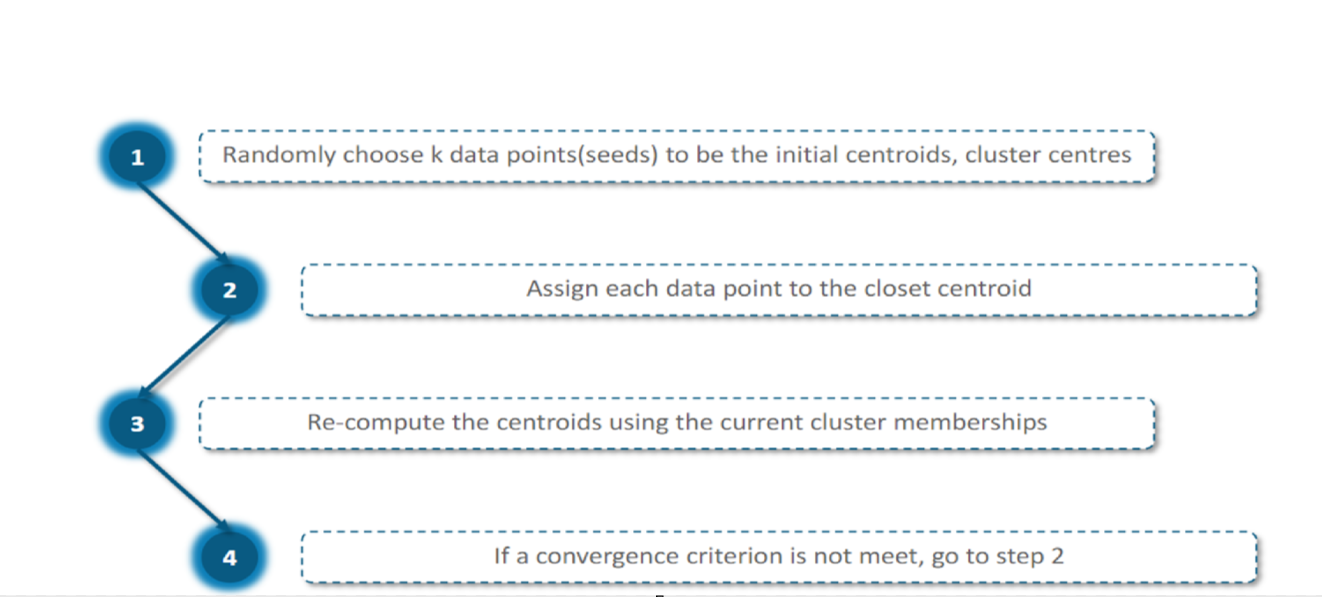 1
Randomly choose k data points(seeds) to be the initial centroids, cluster centres
2
Assign each data point to the closet centroid
3
Re-compute the centroids using the current cluster memberships
4
If a convergence criterion is not meet, go to step 2